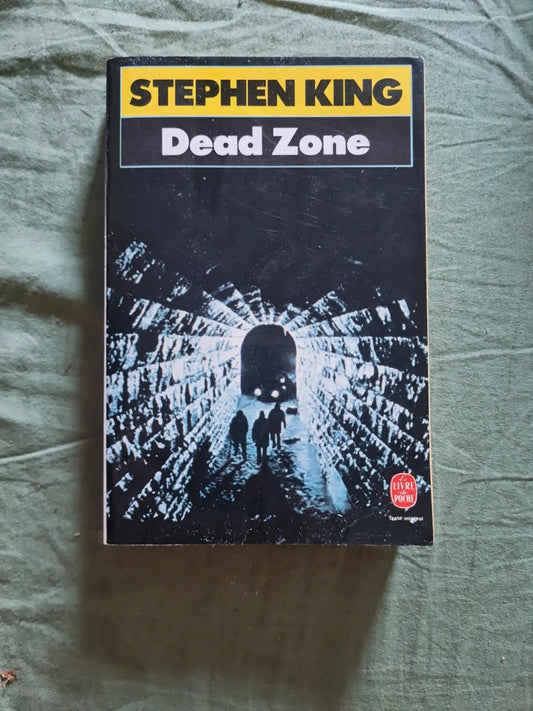 STEPHEN KING
Dead Zone
Le
LIVRE
de
POCHE
Texte intégral